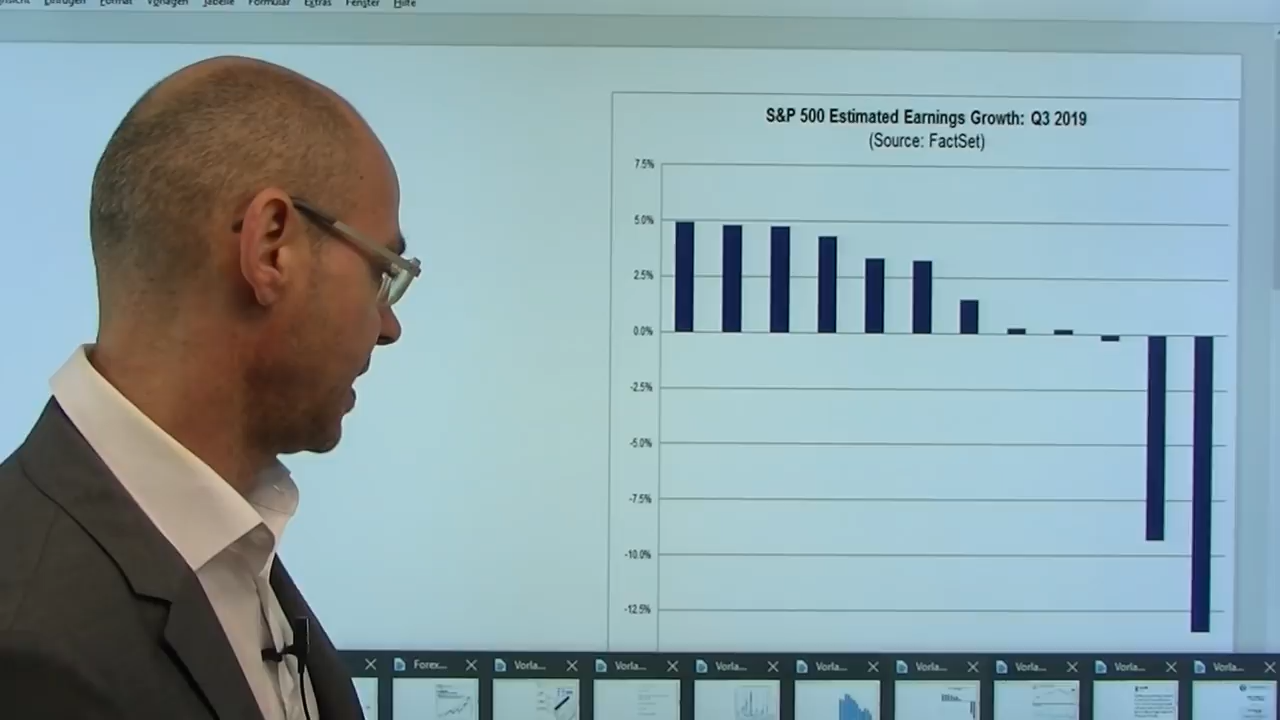 Einfügen Format Vorlagen Tabelle Formular Extras Fenster Hilfe
S&P 500 Estimated Earnings Growth: Q3 2019
(Source: FactSet)
7.5%
5.0%
2.5%
0.0%
-2.5%
-5.0%
-7.5%
-10.0%
-12.5%
Forex... Vorla... Vorla... Vorla... Vorla... Vorla... Vorla... Vorla... Vorla...